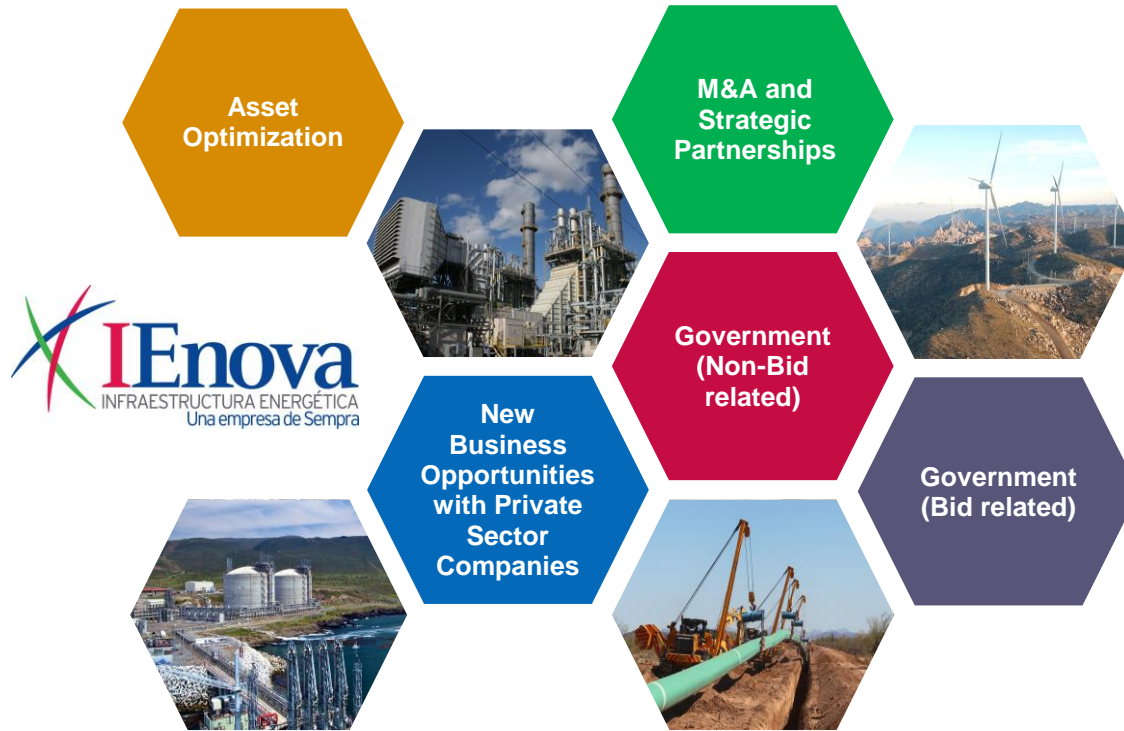 Asset
Optimization
M&A and
Strategic
Partnerships
IEnova
INFRAESTRUCTURA ENERGÉTICA
Una empresa de Sempra
Government
(Non-Bid
related)
New
Business
Opportunities
with Private
Sector
Companies
Government
(Bid related)